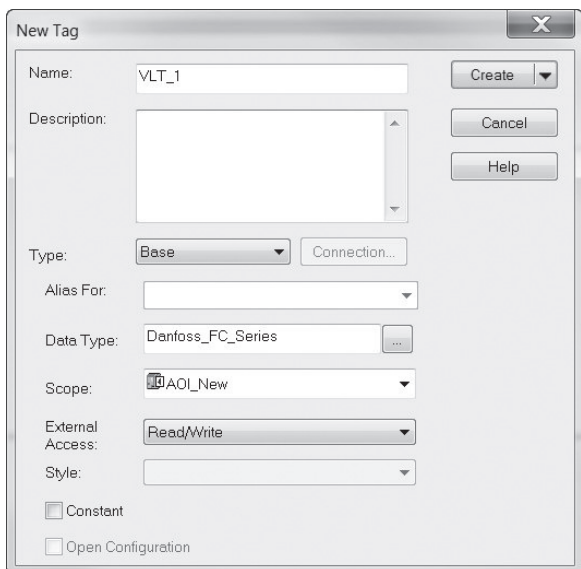 New Tag
X
Name: VLT_1 Create
Description: Cancel
Help
Type: Base Connection...
Alias For:
Data Type: Danfoss_FC_Series ...
Scope: AOI_New
External
Access: Read/Write
Style:
Constant
Open Configuration